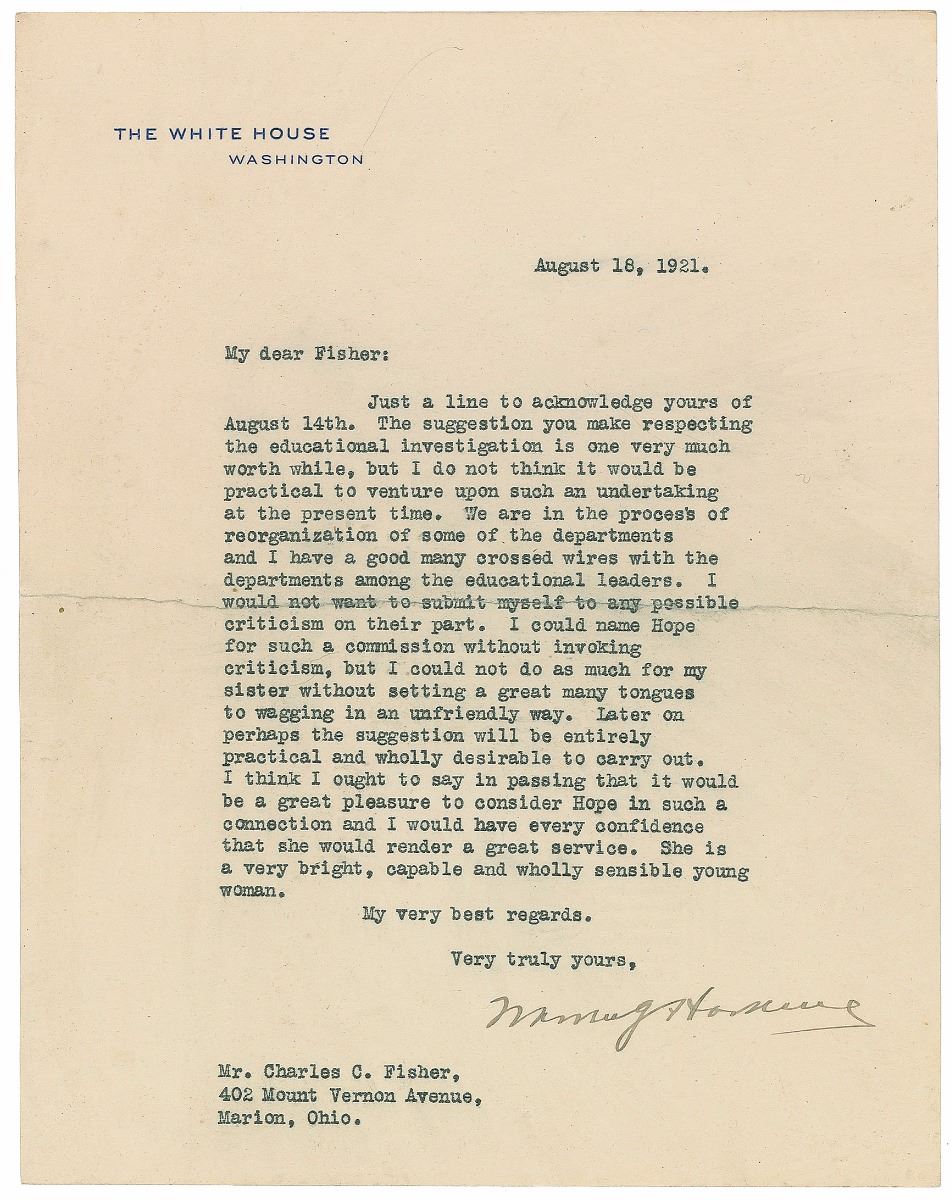 THE WHITE HOUSE
WASHINGTON
August 18, 1921.
My dear Fisher:
Just a line to acknowledge yours of
August 14th. The suggestion you make respecting
the educational investigation is one very much
worth while, but I do not think it would be
practical to venture upon such an undertaking
at the present time. We are in the process of
reorganization of some of the departments
and I have a good many crossed wires with the
departments among the educational leaders. I
would not want to submit myself to any possible
criticism on their part. I could name Hope
for such a commission without invoking
criticism, but I could not do as much for my
sister without setting a great many tongues
to wagging in an unfriendly way. Later on
perhaps the suggestion will be entirely
practical and wholly desirable to carry out.
I think I ought to say in passing that it would
be a great pleasure to consider Hope in such a
connection and I would have every confidence
that she would render a great service. She is
a very bright, capable and wholly sensible young
woman.
My very best regards.
Very truly yours,
Warren G Harding
Mr. Charles C. Fisher,
402 Mount Vernon Avenue,
Marion, Ohio.